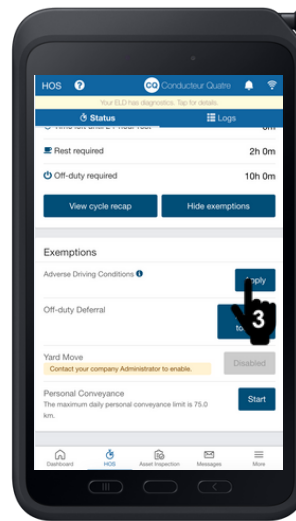 HOS
CQ Conducteur Quatre
Your ELD has diagnostics. Tap for details.
Status
Logs
0m
Rest required
2h 0m
Off-duty required
10h 0m
View cycle recap
Hide exemptions
Exemptions
Adverse Driving Conditions
Apply
Off-duty Deferral
3
Yard Move
Contact your company Administrator to enable.
Disabled
Personal Conveyance
The maximum daily personal conveyance limit is 75.0
km.
Start
Dashboard
HOS
Asset Inspection
Messages
More